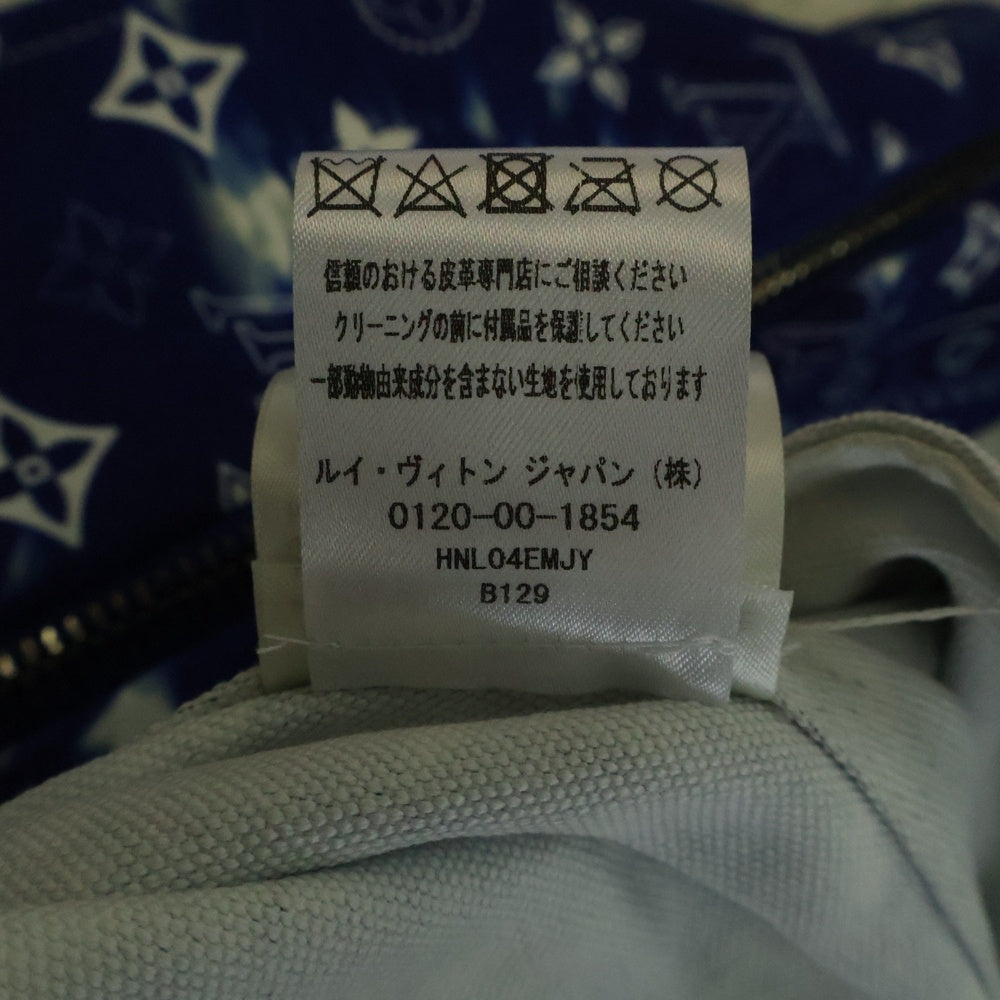 信頼のおける皮革専門店にご相談ください
クリーニングの前に付属品を保護してください
一部動物由来成分を含まない生地を使用しております
ルイ・ヴィトン ジャパン (株)
0120-00-1854
HNL04EMJY
B129